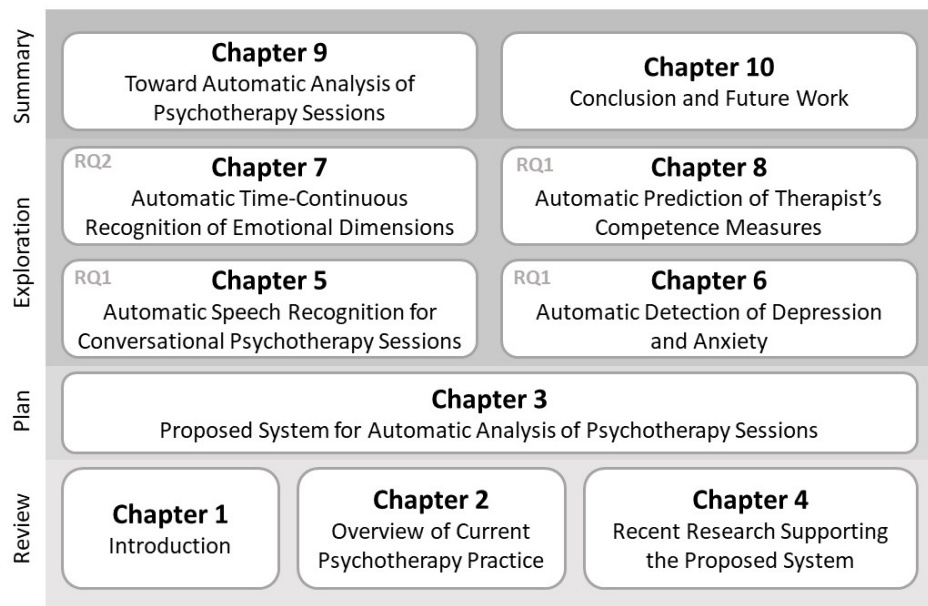 Summary
Chapter 9
Toward Automatic Analysis of
Psychotherapy Sessions
Chapter 10
Conclusion and Future Work
Exploration
RQ2
Chapter 7
Automatic Time-Continuous
Recognition of Emotional Dimensions
RQ1
Chapter 8
Automatic Prediction of Therapist's
Competence Measures
RQ1
Chapter 5
Automatic Speech Recognition for
Conversational Psychotherapy Sessions
RQ1
Chapter 6
Automatic Detection of Depression
and Anxiety
Plan
Chapter 3
Proposed System for Automatic Analysis of Psychotherapy Sessions
Review
Chapter 1
Introduction
Chapter 2
Overview of Current
Psychotherapy Practice
Chapter 4
Recent Research Supporting
the Proposed System